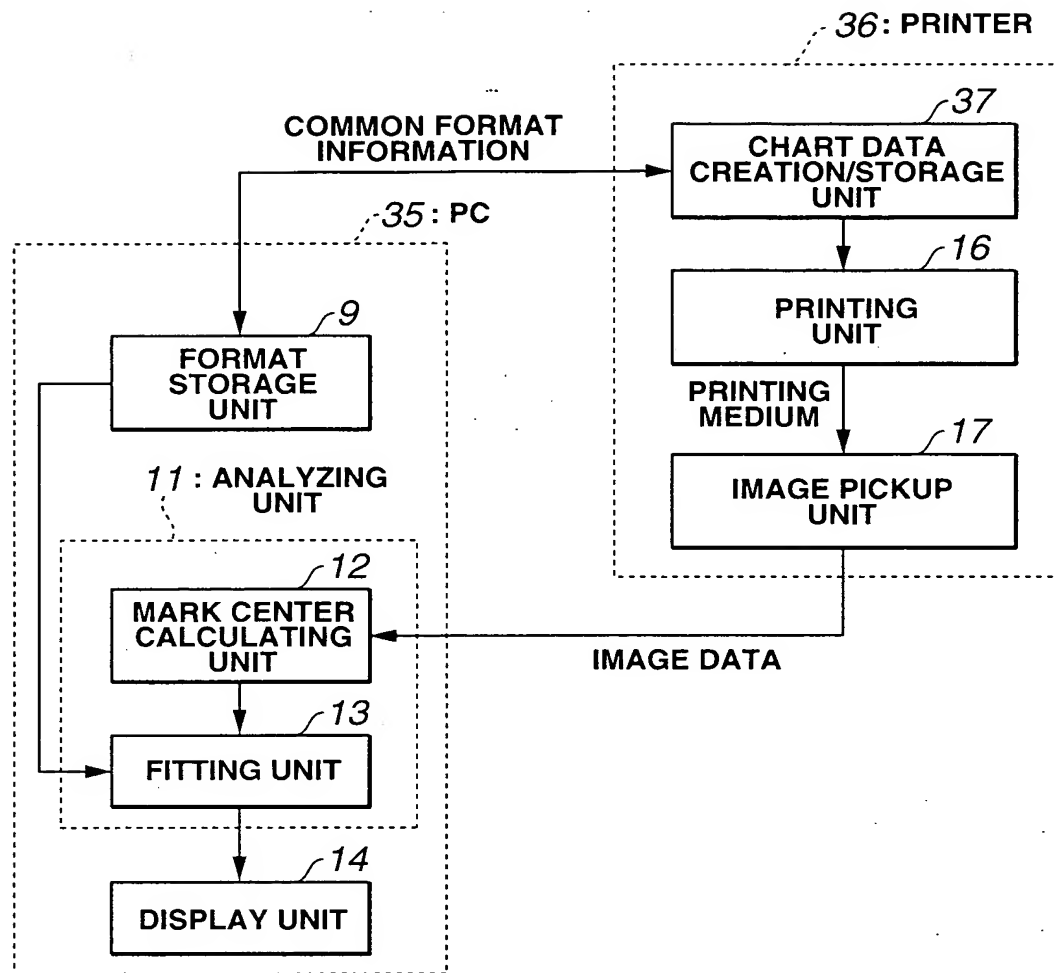 36: PRINTER
37
COMMON FORMAT
INFORMATION
CHART DATA
CREATION/STORAGE
UNIT
35: PC
16
PRINTING
UNIT
9
FORMAT
STORAGE
UNIT
PRINTING
MEDIUM
17
IMAGE PICKUP
UNIT
11: ANALYZING
UNIT
12
MARK CENTER
CALCULATING
UNIT
IMAGE DATA
13
FITTING UNIT
14
DISPLAY UNIT